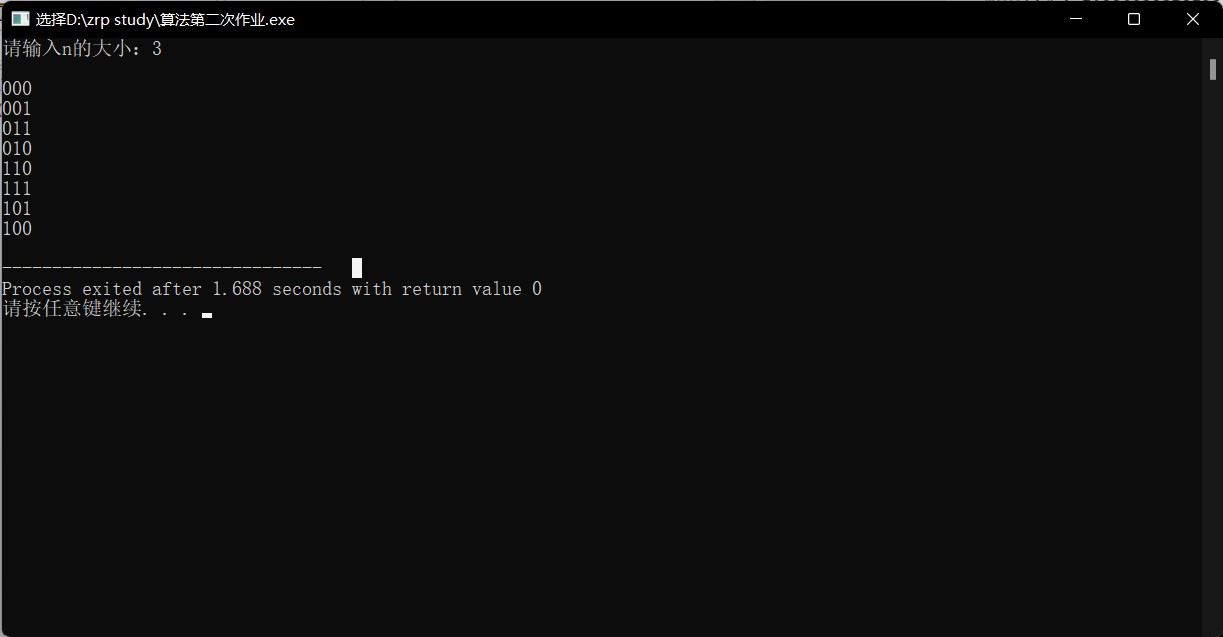 选择D:\zrp study\算法第二次作业.exe
请输入n的大小：3
000
001
011
010
110
111
101
100
--------------------------------
Process exited after 1.688 seconds with return value 0
请按任意键继续. . .